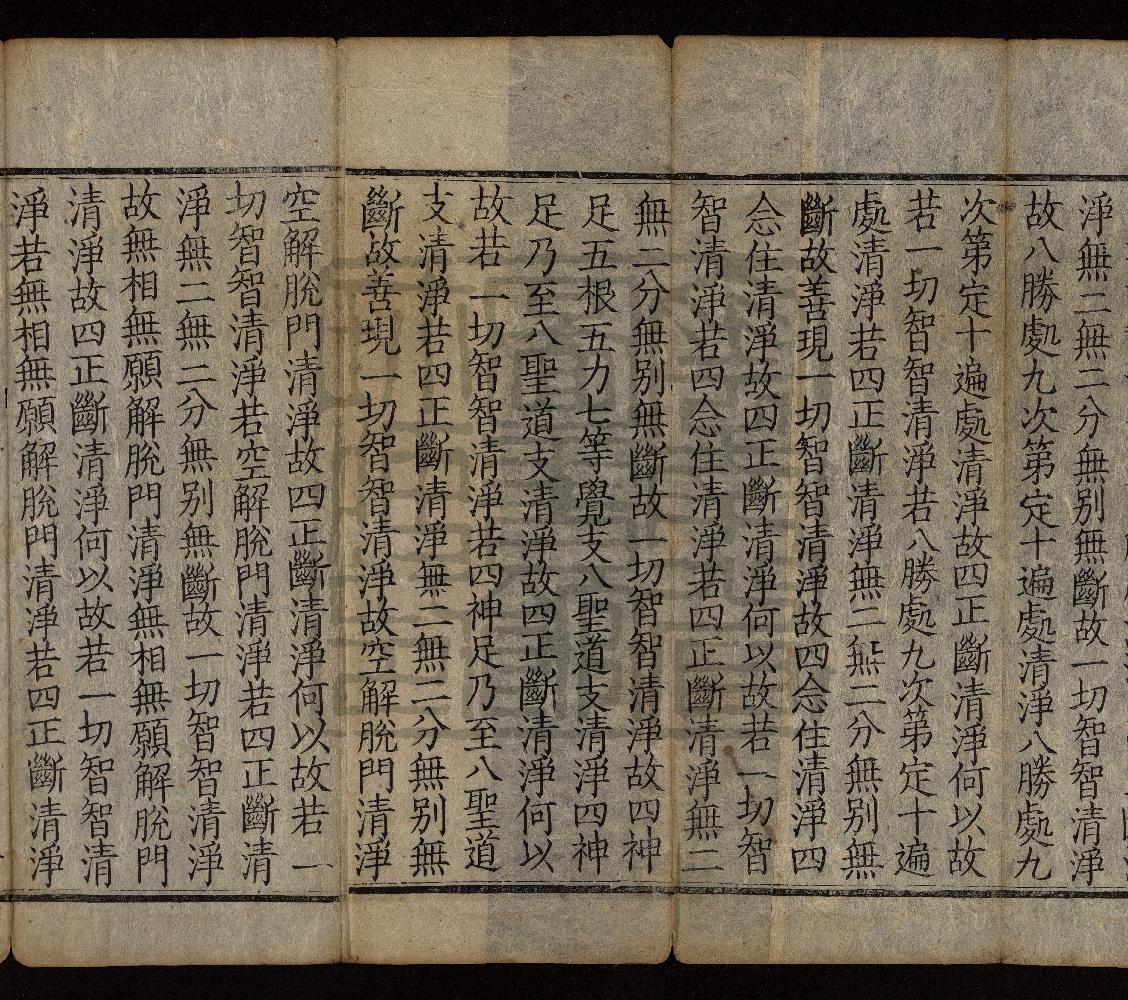 淨無二無二分無別無斷故一切智智清淨
故八勝處九次第定十遍處清淨八勝處九
次第定十遍處清淨故四正斷清淨何以故
若一切智智清淨若八勝處九次第定十遍
處清淨若四正斷清淨無二無二分無別無
斷故善現一切智智清淨故四念住清淨四
念住清淨故四正斷清淨何以故若一切智
智清淨若四念住清淨若四正斷清淨無二
無二分無別無斷故一切智智清淨故四神
足五根五力七等覺支八聖道支清淨四神
足乃至八聖道支清淨故四正斷清淨何以
故若一切智智清淨若四神足乃至八聖道
支清淨若四正斷清淨無二無二分無別無
斷故善現一切智智清淨故空解脫門清淨
空解脫門清淨故四正斷清淨何以故若一
切智智清淨若空解脫門清淨若四正斷清
淨無二無二分無別無斷故一切智智清淨
故無相無願解脫門清淨無相無願解脫門
清淨故四正斷清淨何以故若一切智智清
淨若無相無願解脫門清淨若四正斷清淨